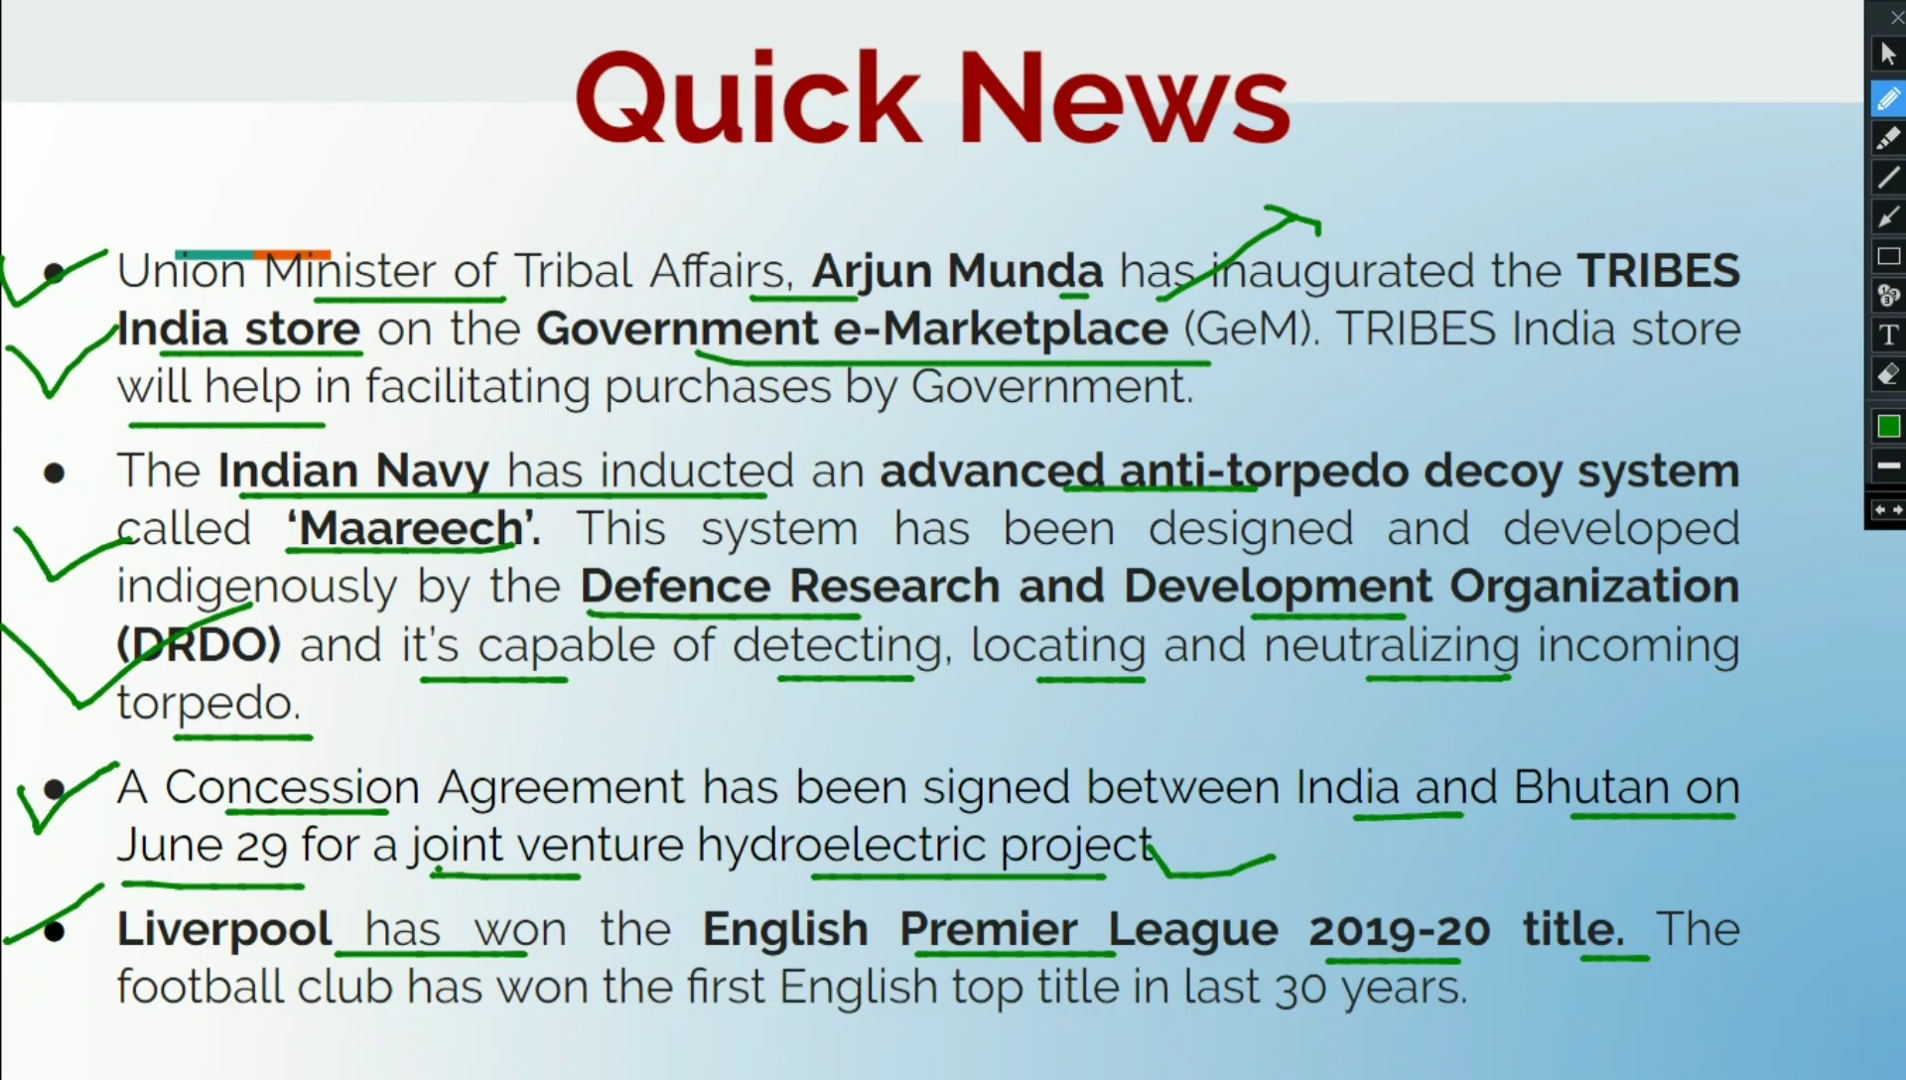 Quick News
● Union Minister of Tribal Affairs, Arjun Munda has inaugurated the TRIBES
India store on the Government e-Marketplace (GeM). TRIBES India store
will help in facilitating purchases by Government.
● The Indian Navy has inducted an advanced anti-torpedo decoy system
called ‘Maareech’. This system has been designed and developed
indigenously by the Defence Research and Development Organization
(DRDO) and it’s capable of detecting, locating and neutralizing incoming
torpedo.
● A Concession Agreement has been signed between India and Bhutan on
June 29 for a joint venture hydroelectric project
● Liverpool has won the English Premier League 2019-20 title. The
football club has won the first English top title in last 30 years.